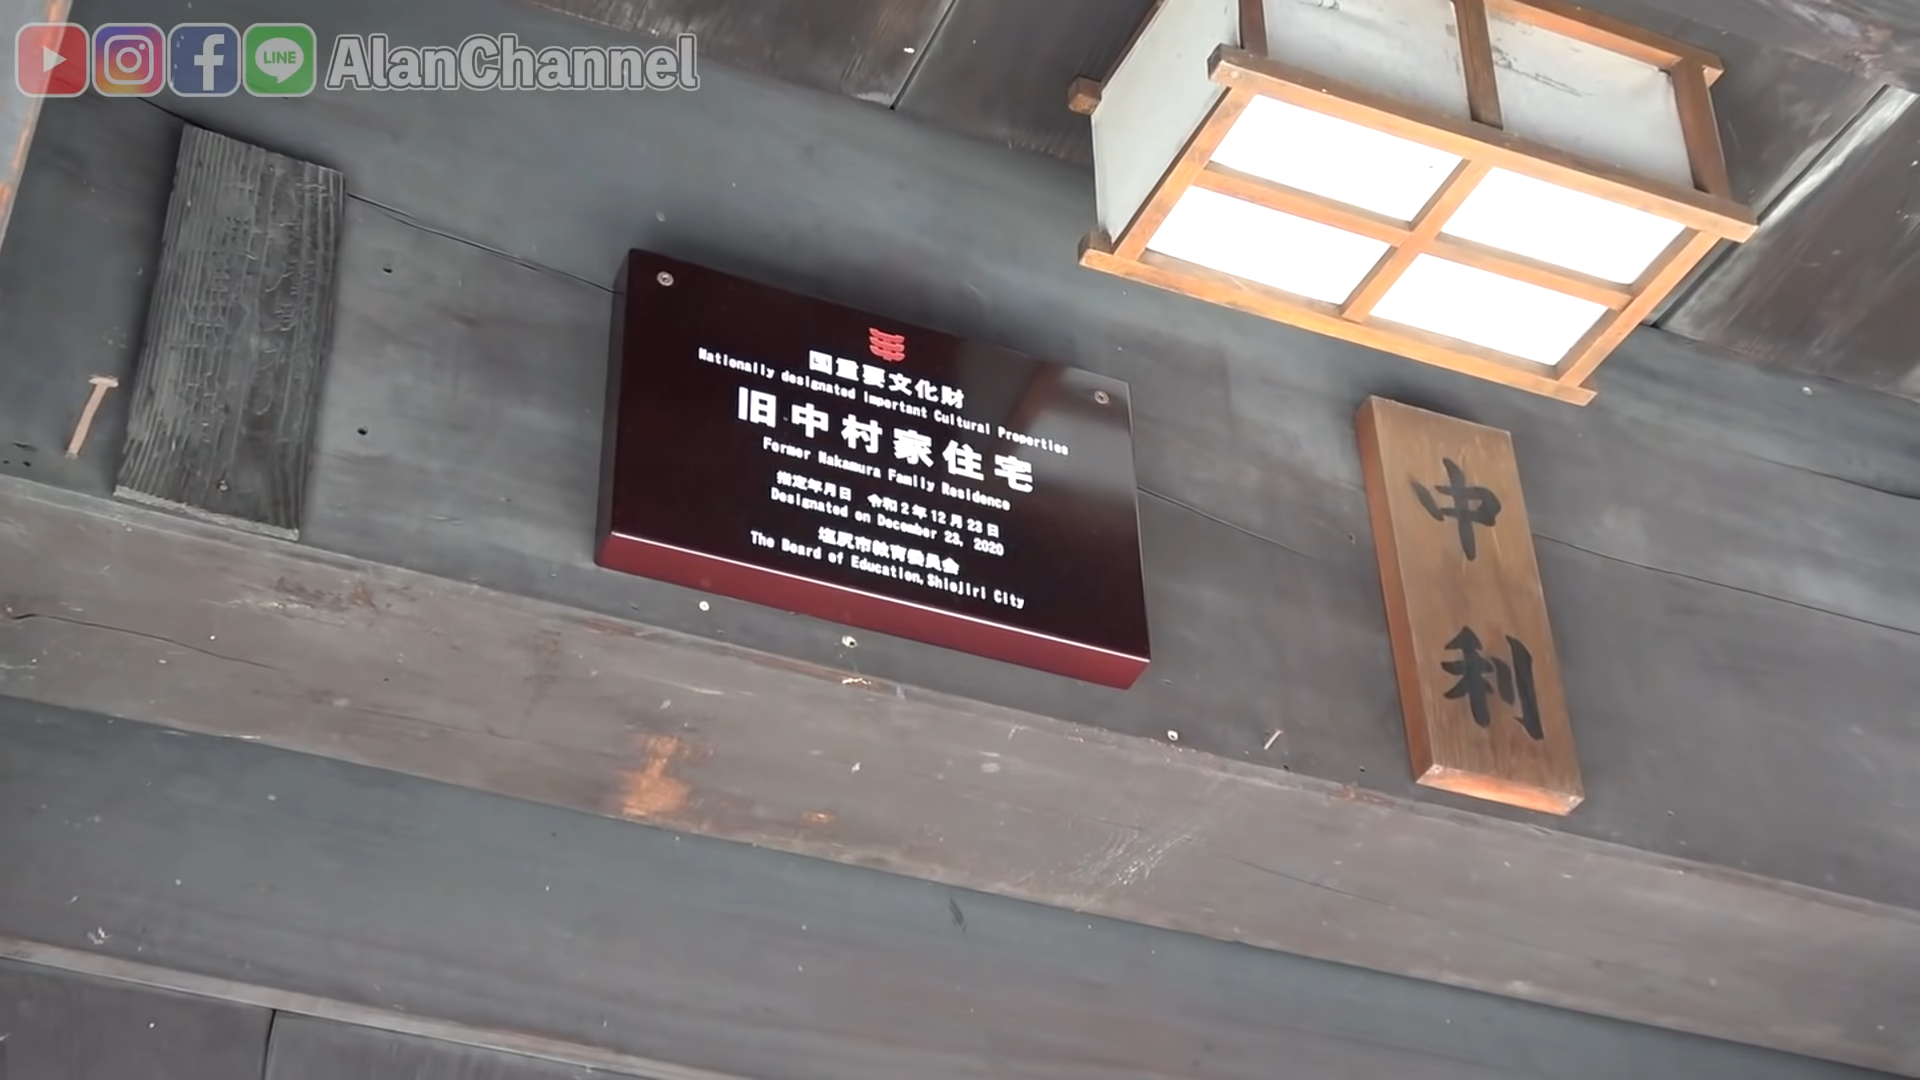 LINE
AlanChannel
国重要文化財
Nationally designated Important Cultural Properties
旧中村家住宅
Former Nakamura Family Residence
指定年月日 令和2年12月23日
Designated on December 23, 2020
塩尻市教育委員会
The Board of Education, Shiojiri City
中利